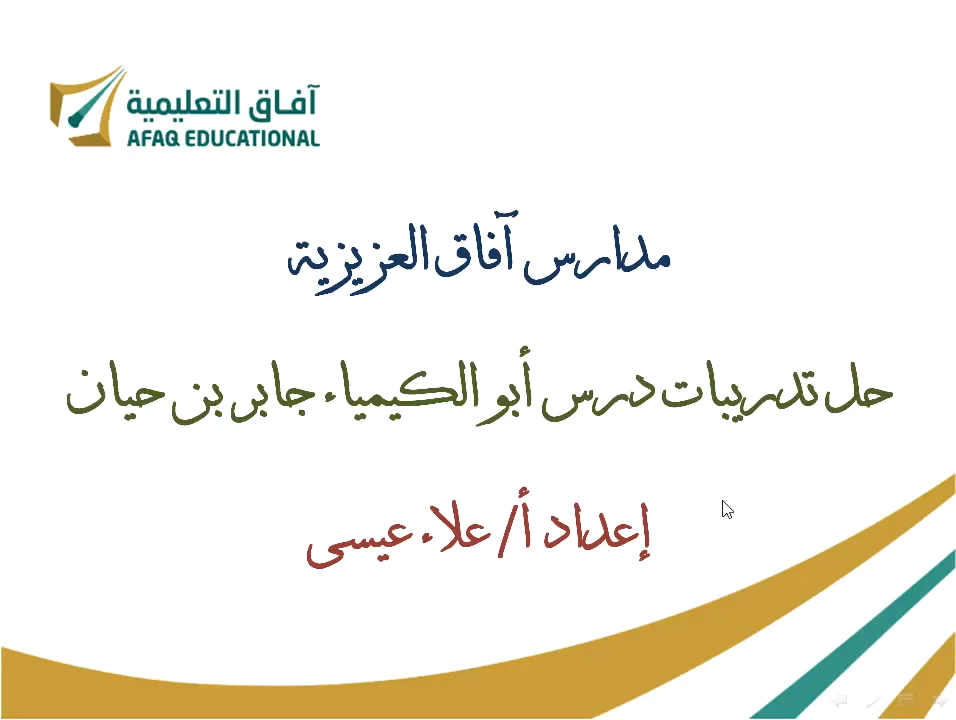 آفاق التعليمية
AFAQ EDUCATIONAL
مدارس آفاق العزيزية
حل تدريبات درس أبو الكيمياء جابر بن حيان
إعداد أ/ علاء عيسى